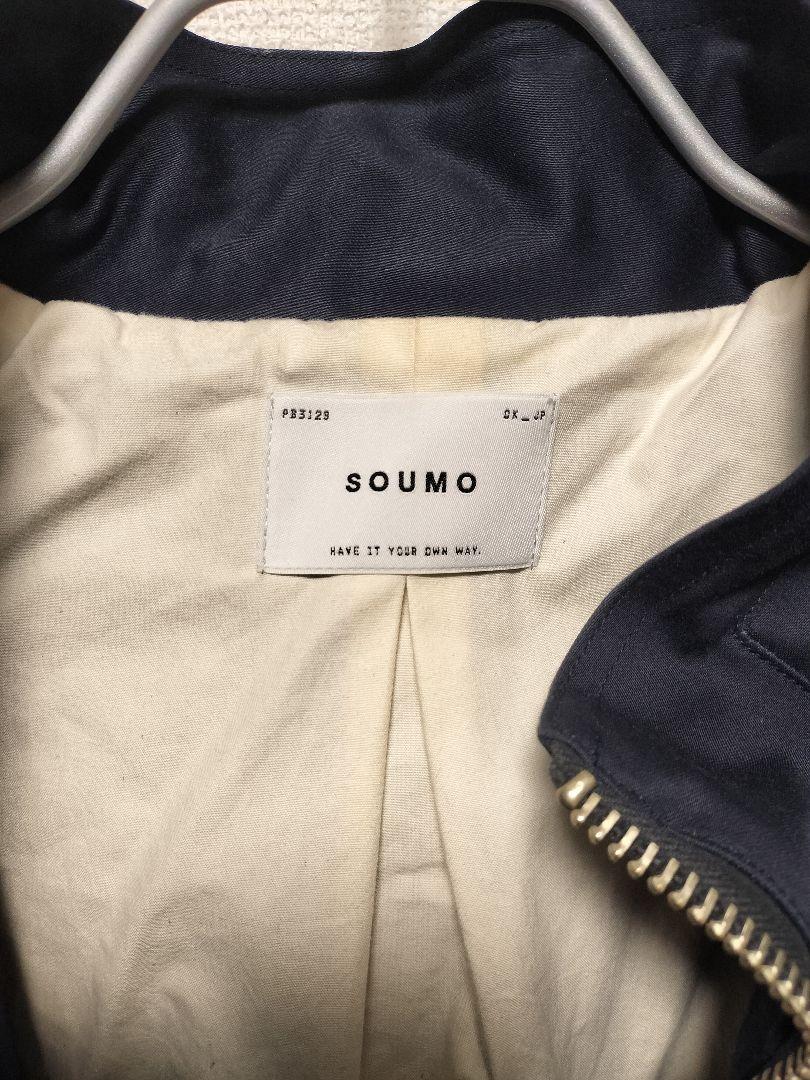 PB3129 OK_JP
SOUMO
HAVE IT YOUR OWN WAY.